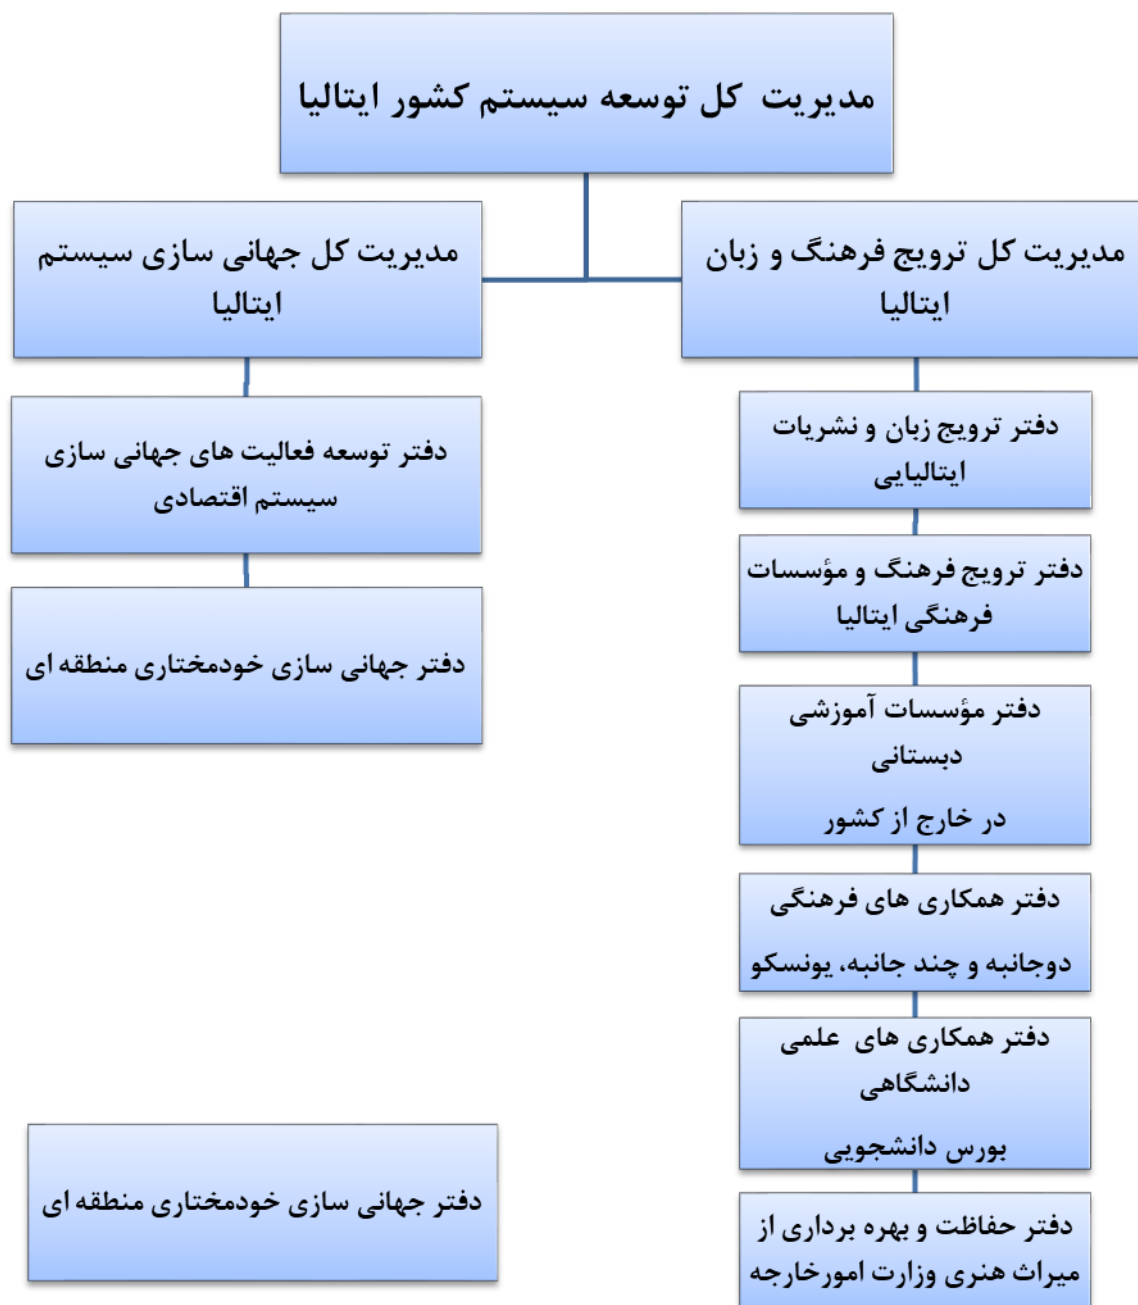 مدیریت کل توسعه سیستم کشور ایتالیا
مدیریت کل ترویج فرهنگ و زبان
ایتالیا
مدیریت کل جهانی سازی سیستم
ایتالیا
دفتر ترویج زبان و نشریات
ایتالیایی
دفتر توسعه فعالیت های جهانی سازی
سیستم اقتصادی
دفتر ترویج فرهنگ و مؤسسات
فرهنگی ایتالیا
دفتر جهانی سازی خودمختاری منطقه ای
دفتر مؤسسات آموزشی
دبستانی
در خارج از کشور
دفتر همکاری های فرهنگی
دوجانبه و چند جانبه، یونسکو
دفتر همکاری های علمی
دانشگاهی
بورس دانشجویی
دفتر جهانی سازی خودمختاری منطقه ای
دفتر حفاظت و بهره برداری از
میراث هنری وزارت امورخارجه